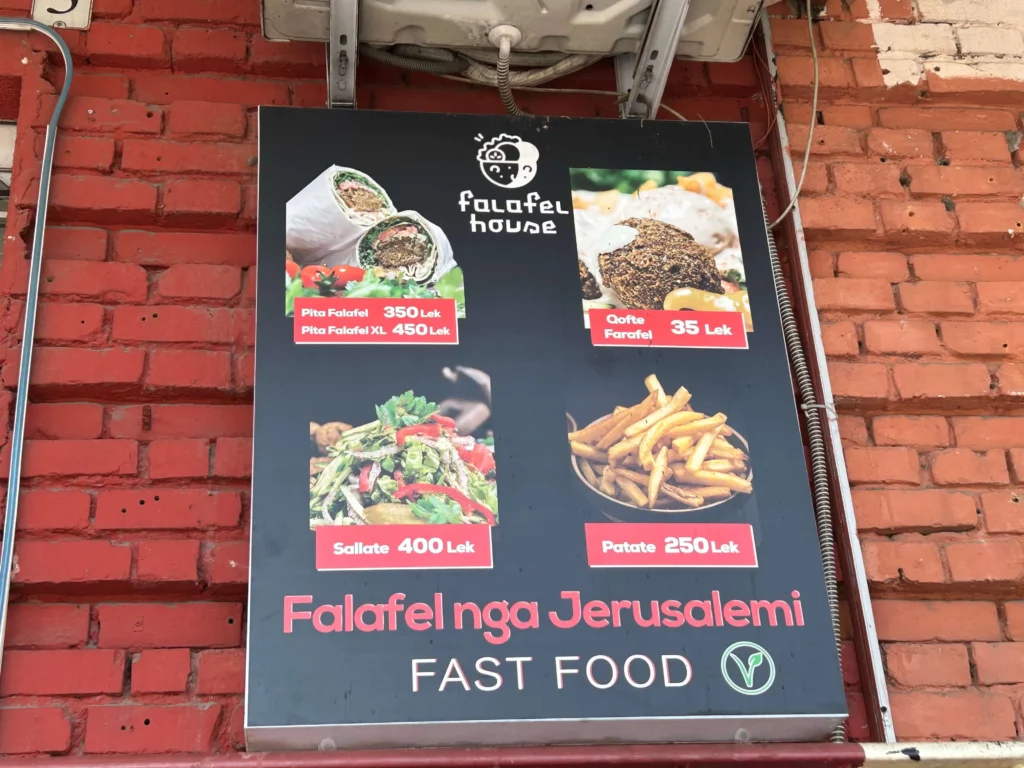 falafel
house
Pita Falafel 350 Lek
Pita Falafel XL 450 Lek
Qofte
Farafel 35 Lek
Sallate 400 Lek
Patate 250 Lek
Falafel nga Jerusalemi
FAST FOOD